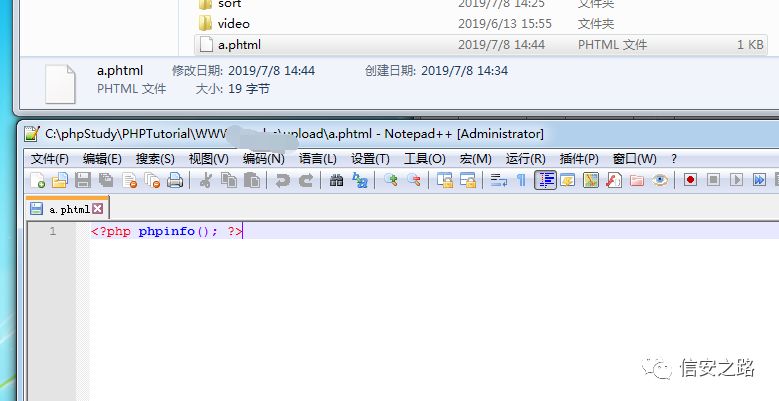 sort 2019/7/8 14:25 文件夹
video 2019/6/13 15:55 文件夹
a.phtml 2019/7/8 14:44 PHTML 文件 1 KB
a.phtml 修改日期: 2019/7/8 14:44 创建日期: 2019/7/8 14:34
PHTML 文件 大小: 19 字节
C:\phpStudy\PHPTutorial\WWW \upload\a.phtml - Notepad++ [Administrator]
文件(F) 编辑(E) 搜索(S) 视图(V) 编码(N) 语言(L) 设置(T) 工具(O) 宏(M) 运行(R) 插件(P) 窗口(W) ?
a.phtml
1 <?php phpinfo(); ?>
信安之路